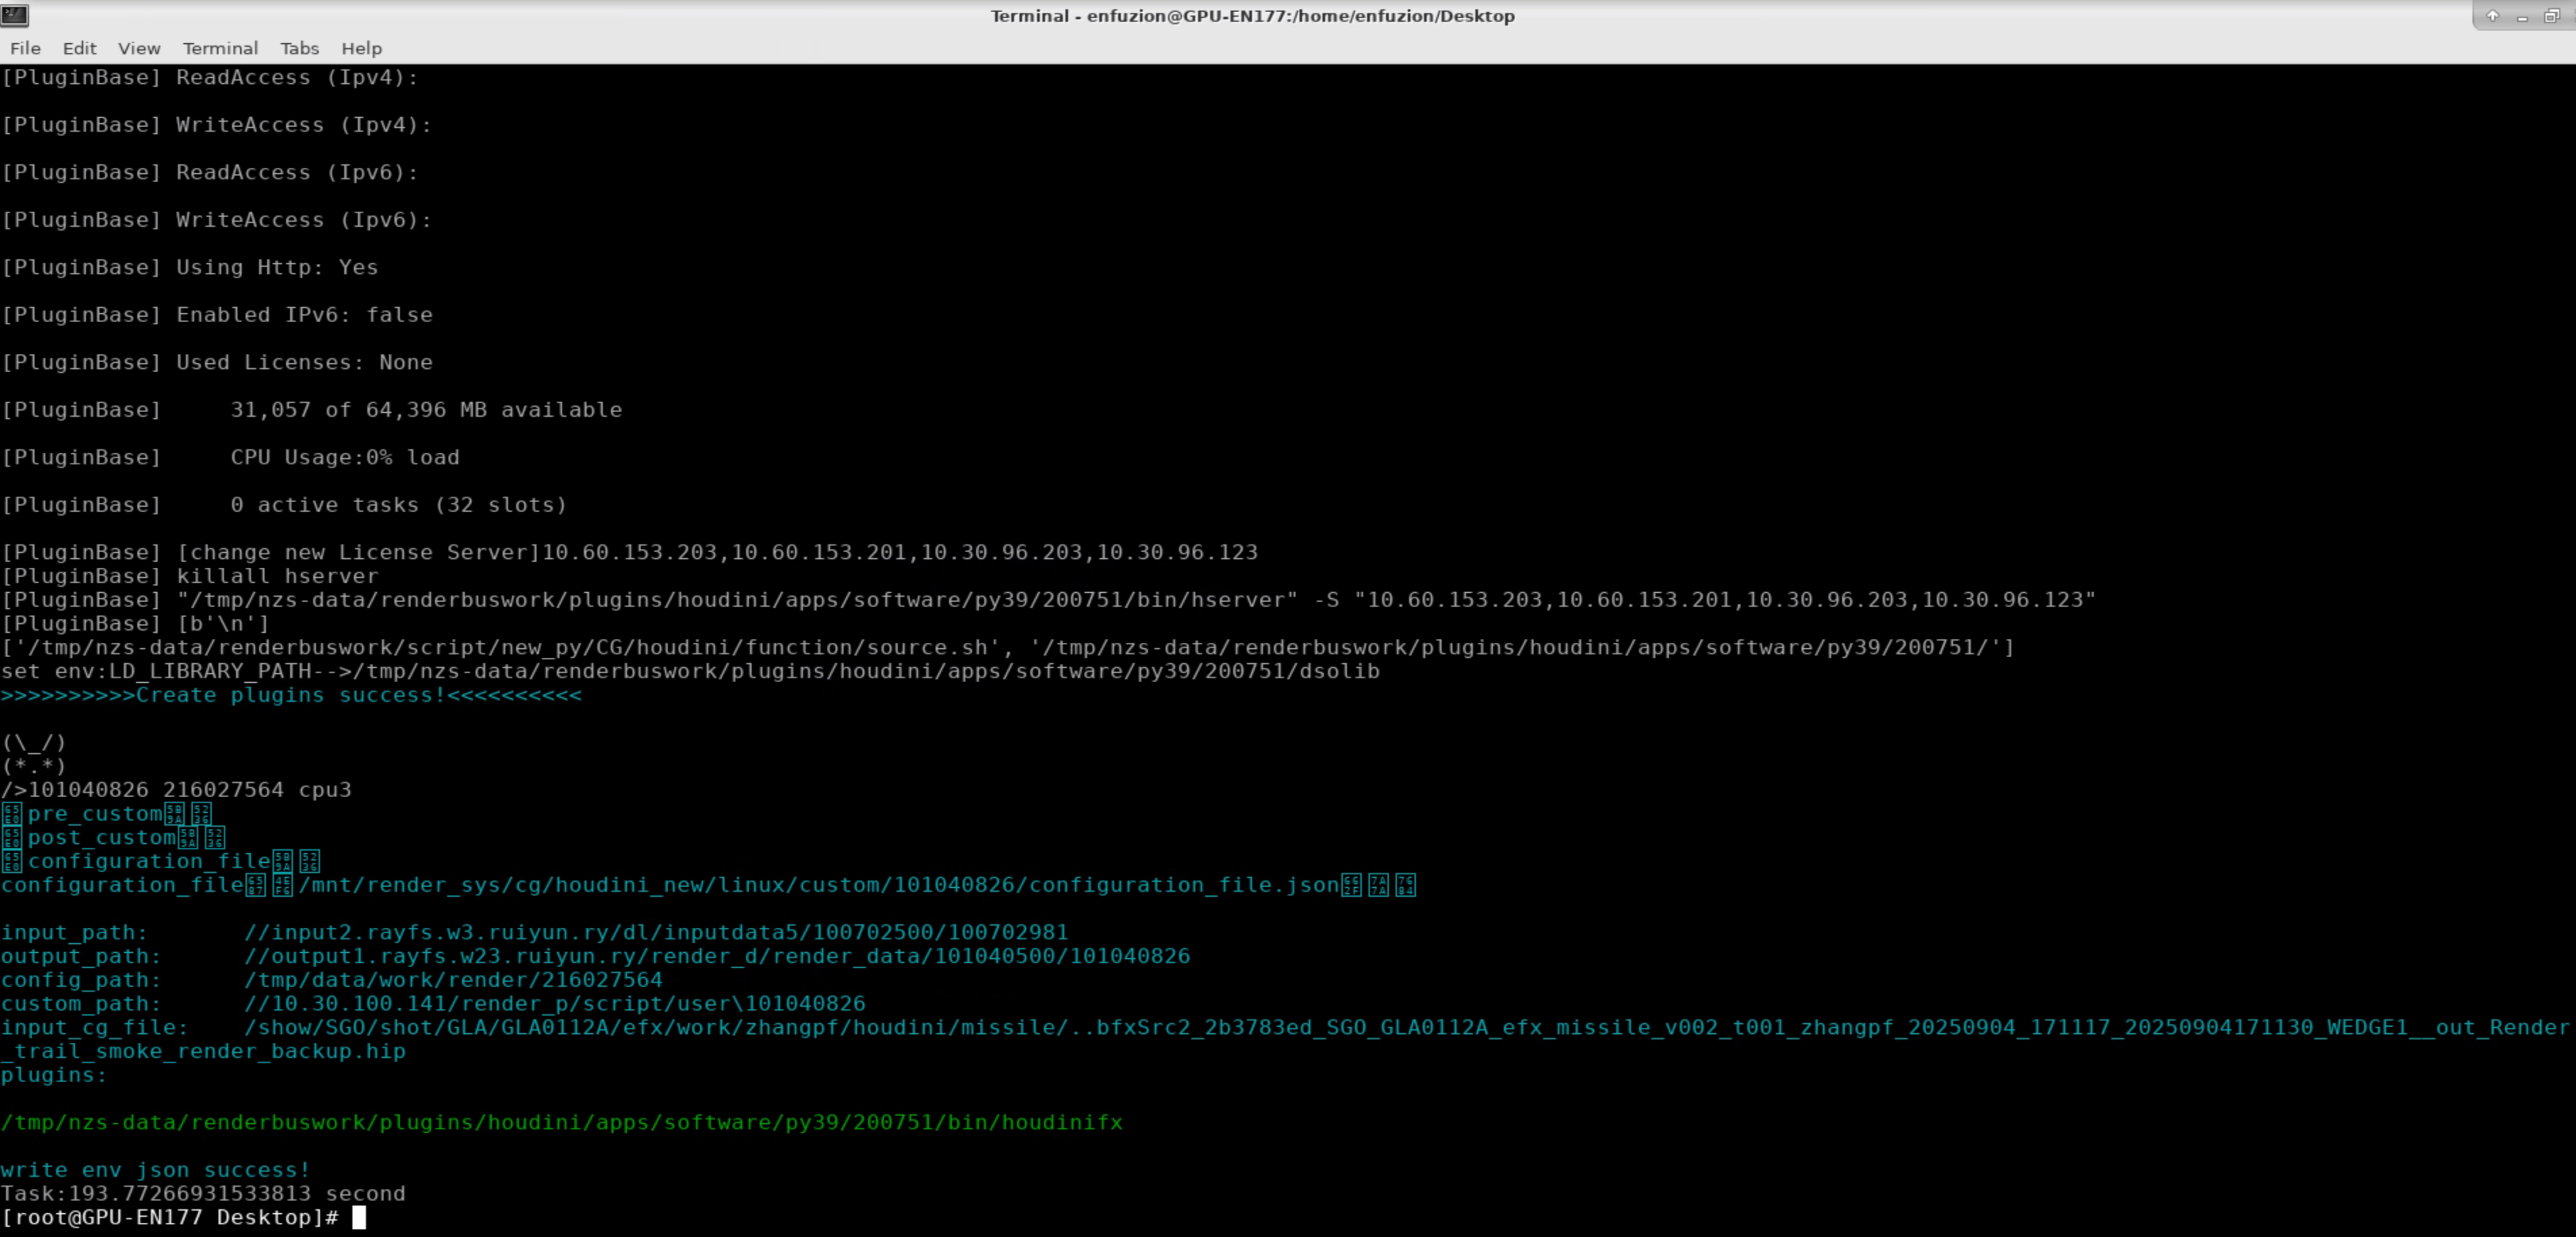 Terminal - enfuzion@GPU-EN177:/home/enfuzion/Desktop
File Edit View Terminal Tabs Help
[PluginBase] ReadAccess (Ipv4):
[PluginBase] WriteAccess (Ipv4):
[PluginBase] ReadAccess (Ipv6):
[PluginBase] WriteAccess (Ipv6):
[PluginBase] Using Http: Yes
[PluginBase] Enabled IPv6: false
[PluginBase] Used Licenses: None
[PluginBase]     31,057 of 64,396 MB available
[PluginBase]     CPU Usage:0% load
[PluginBase]     0 active tasks (32 slots)
[PluginBase] [change new License Server]10.60.153.203,10.60.153.201,10.30.96.203,10.30.96.123
[PluginBase] killall hserver
[PluginBase] "/tmp/nzs-data/renderbuswork/plugins/houdini/apps/software/py39/200751/bin/hserver" -S "10.60.153.203,10.60.153.201,10.30.96.203,10.30.96.123"
[PluginBase] [b'\n']
['/tmp/nzs-data/renderbuswork/script/new_py/CG/houdini/function/source.sh', '/tmp/nzs-data/renderbuswork/plugins/houdini/apps/software/py39/200751/']
set env:LD_LIBRARY_PATH-->/tmp/nzs-data/renderbuswork/plugins/houdini/apps/software/py39/200751/dsolib
>>>>>>>>>>Create plugins success!<<<<<<<<<<
(\_/)
(*.*)
/>101040826 216027564 cpu3
pre_custom
post_custom
configuration_file
configuration_file /mnt/render_sys/cg/houdini_new/linux/custom/101040826/configuration_file.json
input_path:       //input2.rayfs.w3.ruiyun.ry/dl/inputdata5/100702500/100702981
output_path:      //output1.rayfs.w23.ruiyun.ry/render_d/render_data/101040500/101040826
config_path:      /tmp/data/work/render/216027564
custom_path:      //10.30.100.141/render_p/script/user\101040826
input_cg_file:    /show/SGO/shot/GLA/GLA0112A/efx/work/zhangpf/houdini/missile/..bfxSrc2_2b3783ed_SGO_GLA0112A_efx_missile_v002_t001_zhangpf_20250904_171117_20250904171130_WEDGE1__out_Render
_trail_smoke_render_backup.hip
plugins:
/tmp/nzs-data/renderbuswork/plugins/houdini/apps/software/py39/200751/bin/houdinifx
write env json success!
Task:193.77266931533813 second
[root@GPU-EN177 Desktop]#